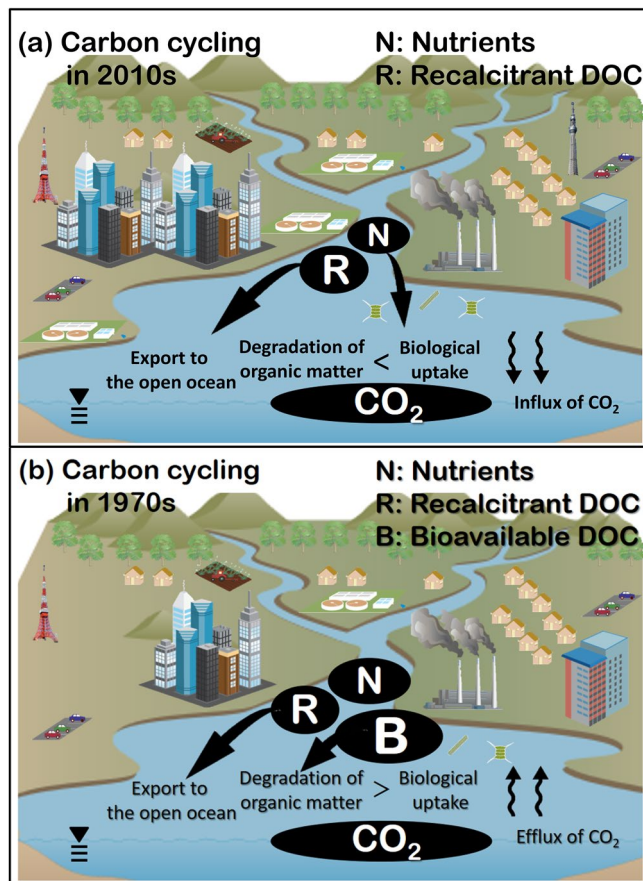 (a) Carbon cycling
in 2010s
N: Nutrients
R: Recalcitrant DOC
N
R
Export to
the open ocean
Degradation of
organic matter
<
Biological
uptake
CO₂
Influx of CO₂
(b) Carbon cycling
in 1970s
N: Nutrients
R: Recalcitrant DOC
B: Bioavailable DOC
N
R
B
Export to
the open ocean
Degradation of
organic matter
>
Biological
uptake
CO₂
Efflux of CO₂